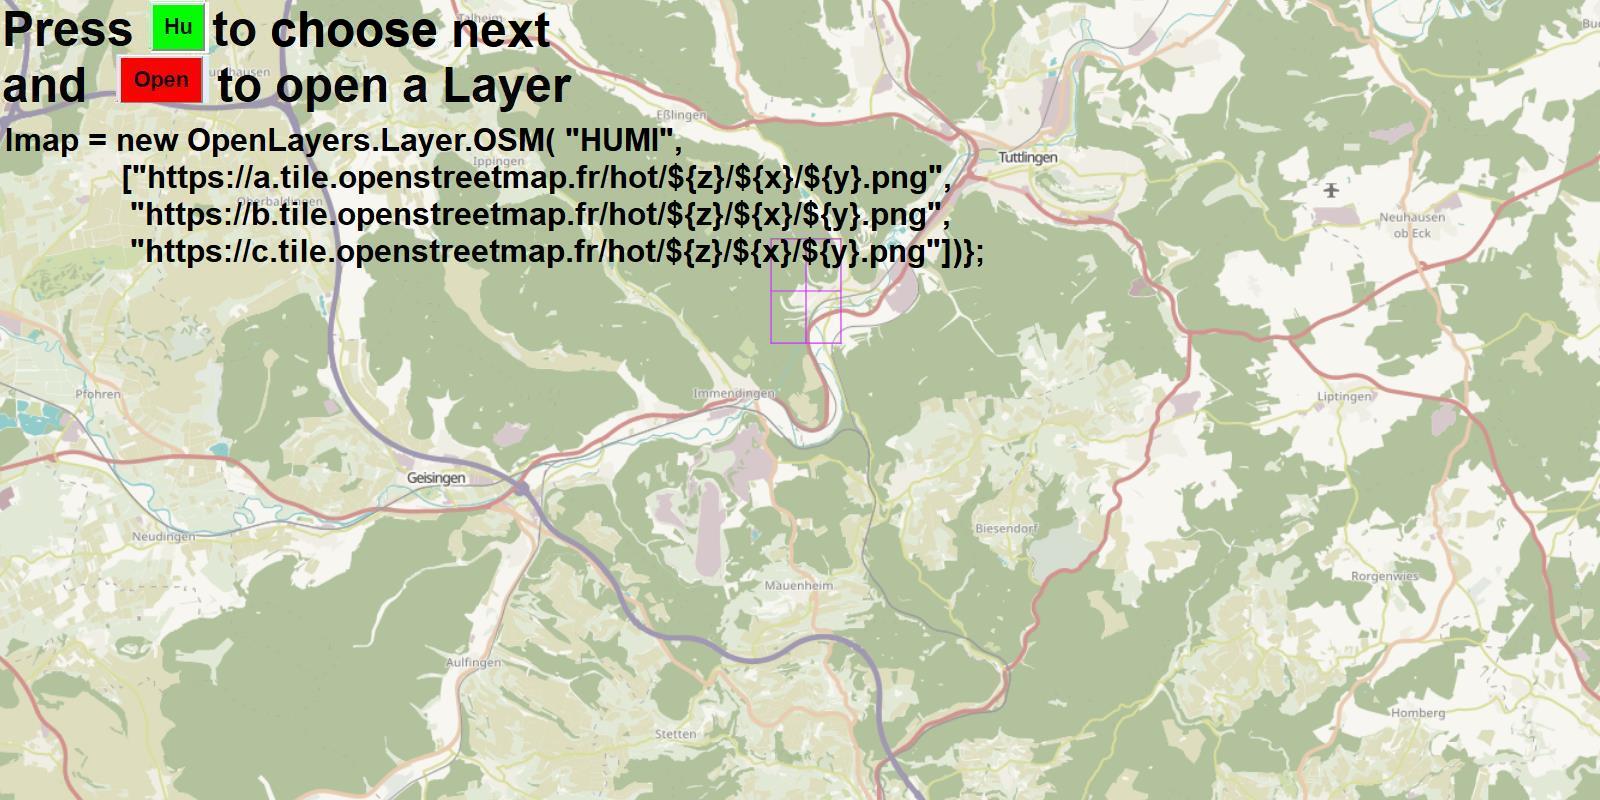 Press Hu to choose next
and Open to open a Layer
lmap = new OpenLayers.Layer.OSM( "HUMI",
["https://a.tile.openstreetmap.fr/hot/${z}/${x}/${y}.png",
"https://b.tile.openstreetmap.fr/hot/${z}/${x}/${y}.png",
"https://c.tile.openstreetmap.fr/hot/${z}/${x}/${y}.png"])};
Talheim
Eßlingen
Ippingen
Tuttlingen
Oberbaldingen
Neuhausen
ob Eck
Pfohren
Immendingen
Liptingen
Geisingen
Neudingen
Biesendorf
Mauenheim
Rorgenwies
Aulfingen
Homberg
Stetten